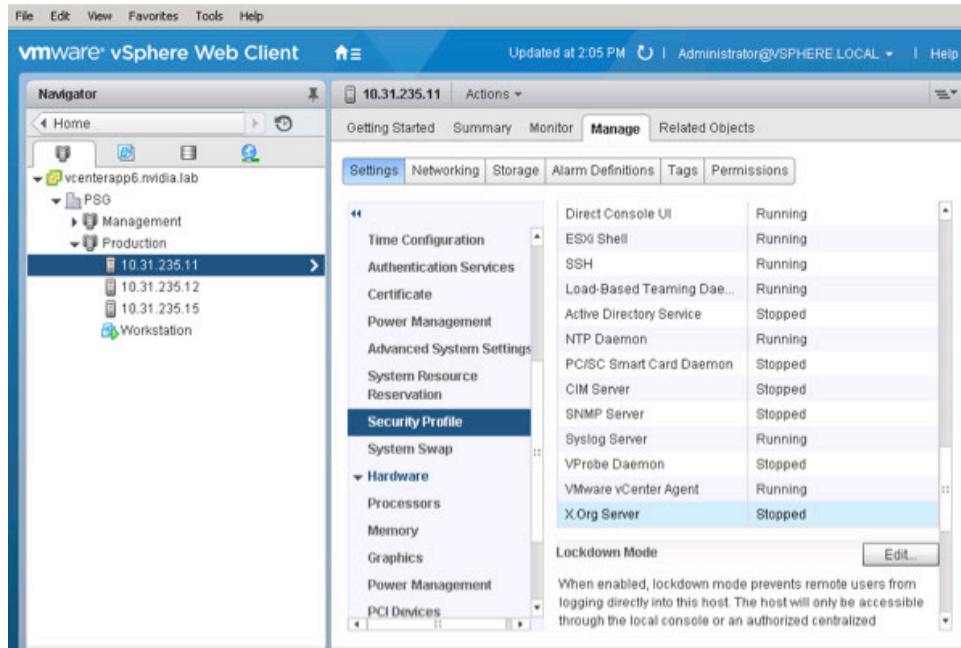 File Edit View Favorites Tools Help
vmware® vSphere Web Client Updated at 2:05 PM | Administrator@VSPHERE.LOCAL | Help
Navigator
Home
vcenterapp6.nvidia.lab
PSG
Management
Production
10.31.235.11
10.31.235.12
10.31.235.15
Workstation
10.31.235.11 Actions
Getting Started Summary Monitor Manage Related Objects
Settings Networking Storage Alarm Definitions Tags Permissions
Time Configuration
Authentication Services
Certificate
Power Management
Advanced System Settings
System Resource
Reservation
Security Profile
System Swap
Hardware
Processors
Memory
Graphics
Power Management
PCI Devices
Direct Console UI Running
ESXi Shell Running
SSH Running
Load-Based Teaming Dae... Running
Active Directory Service Stopped
NTP Daemon Running
PC/SC Smart Card Daemon Stopped
CIM Server Stopped
SNMP Server Stopped
Syslog Server Running
VProbe Daemon Stopped
VMware vCenter Agent Running
X.Org Server Stopped
Lockdown Mode Edit...
When enabled, lockdown mode prevents remote users from
logging directly into this host. The host will only be accessible
through the local console or an authorized centralized